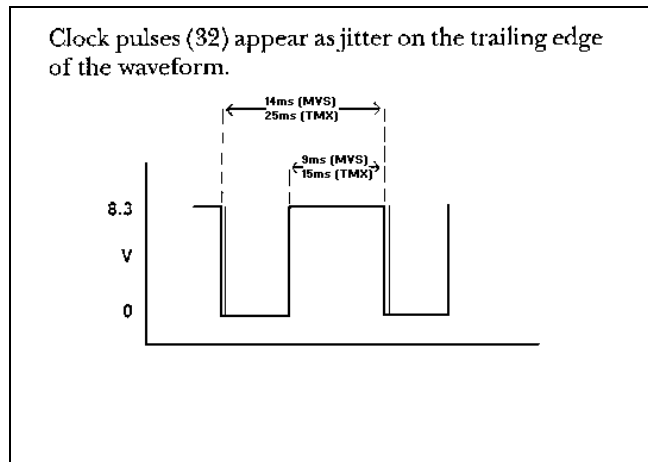 Clock pulses (32) appear as jitter on the trailing edge
of the waveform.
14ms (MVS)
25ms (TMX)
9ms (MVS)
15ms (TMX)
8.3
V
0